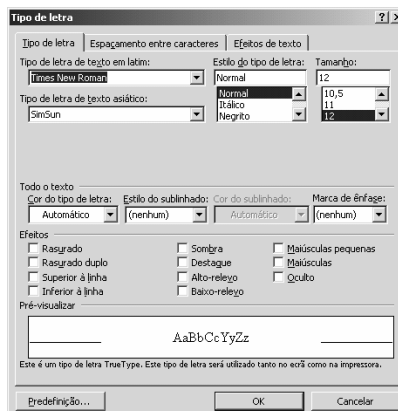 Tipo de letra
Tipo de letra Espaçamento entre caracteres Efeitos de texto
Tipo de letra de texto em latim: Estilo do tipo de letra: Tamanho:
Times New Roman Normal 12
Tipo de letra de texto asiático:
SimSun
Normal 10,5
Itálico 11
Negrito 12
Todo o texto
Cor do tipo de letra: Estilo do sublinhado: Cor do sublinhado: Marca de ênfase:
Automático (nenhum) Automático (nenhum)
Efeitos
Rasurado Sombra Maiúsculas pequenas
Rasurado duplo Destaque Maiúsculas
Superior à linha Alto-relevo Oculto
Inferior à linha Baixo-relevo
Pré-visualizar
AaBbCcYyZz
Este é um tipo de letra TrueType. Este tipo de letra será utilizado tanto no ecrã como na impressora.
Predefinição... OK Cancelar